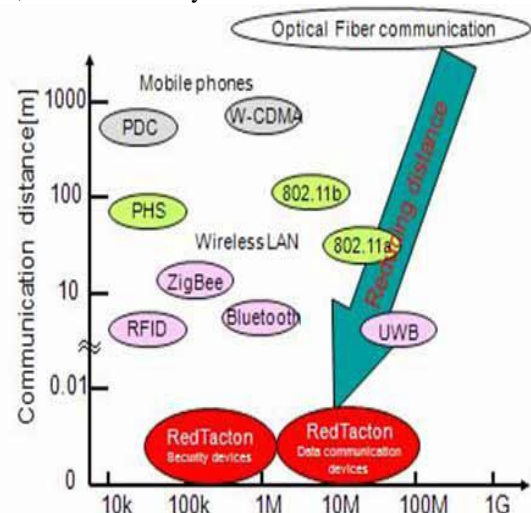 Optical Fiber communication
Mobile phones
1000
PDC
W-CDMA
100
802.11b
PHS
Wireless LAN
802.11a
Reducing distance
ZigBee
10
Bluetooth
RFID
UWB
0.01
RedTacton
Security devices
RedTacton
Data communication
devices
0
10k
100k
1M
10M
100M
1G
Communication distance[m]